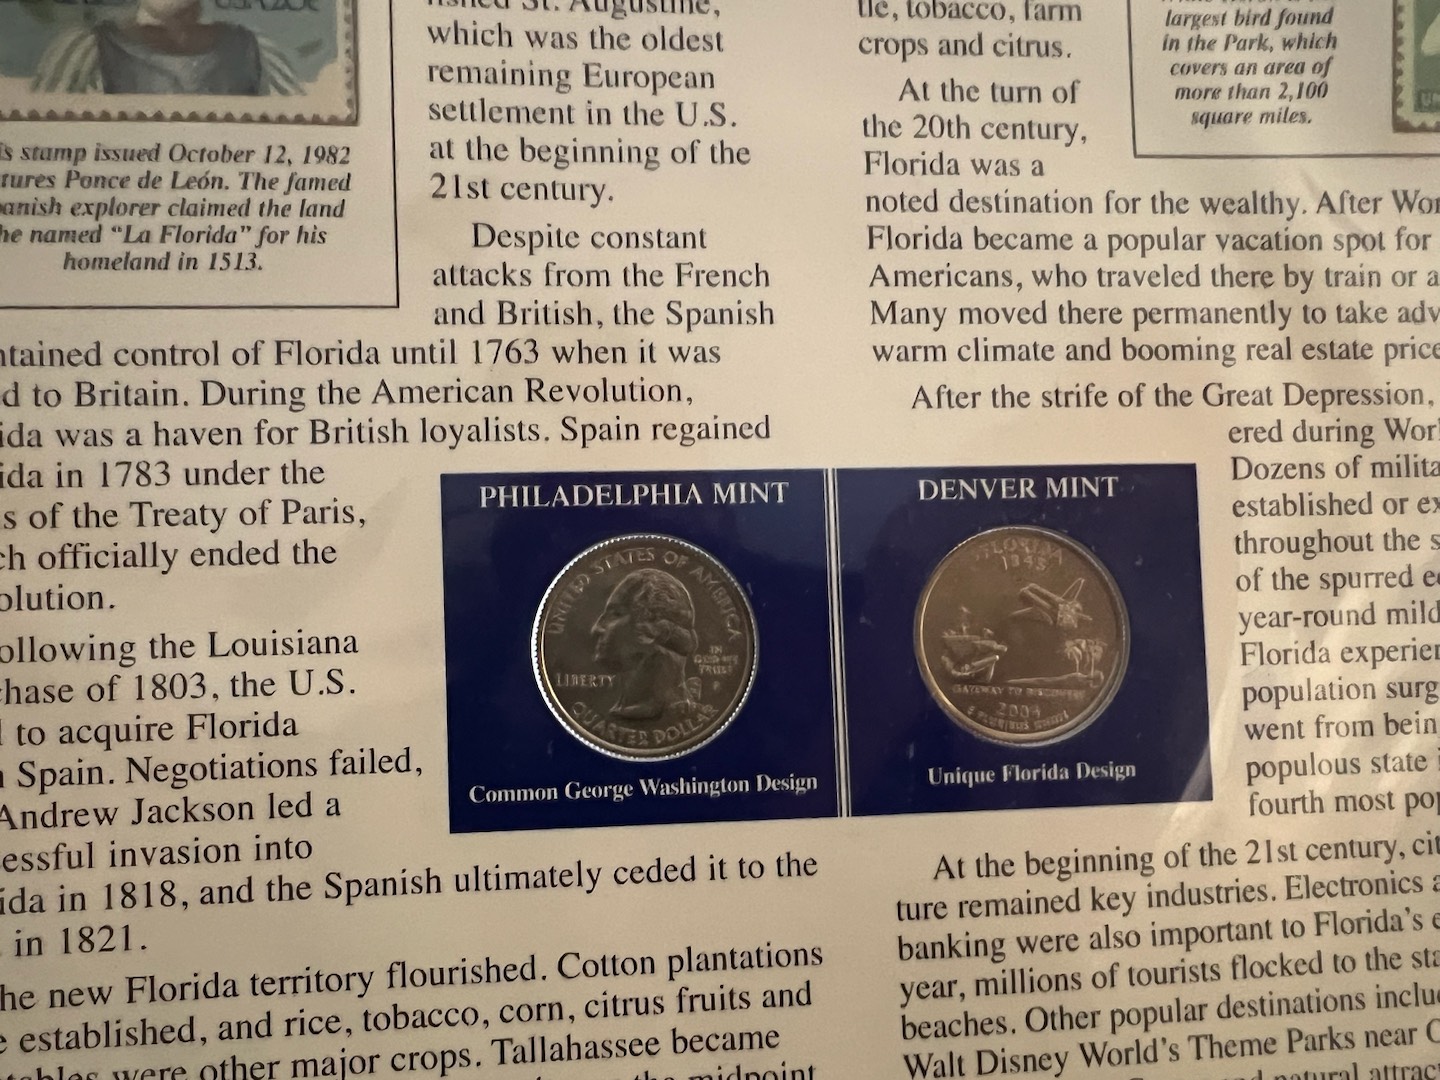 USA 20c
is stamp issued October 12, 1982
tures Ponce de León. The famed
anish explorer claimed the land
he named “La Florida” for his
homeland in 1513.
ished St. Augustine,
which was the oldest
remaining European
settlement in the U.S.
at the beginning of the
21st century.
Despite constant
attacks from the French
and British, the Spanish
ntained control of Florida until 1763 when it was
d to Britain. During the American Revolution,
ida was a haven for British loyalists. Spain regained
ida in 1783 under the
s of the Treaty of Paris,
ch officially ended the
olution.
ollowing the Louisiana
chase of 1803, the U.S.
to acquire Florida
Spain. Negotiations failed,
Andrew Jackson led a
essful invasion into
ida in 1818, and the Spanish ultimately ceded it to the
in 1821.
he new Florida territory flourished. Cotton plantations
e established, and rice, tobacco, corn, citrus fruits and
tables were other major crops. Tallahassee became
the midpoint
PHILADELPHIA MINT
UNITED STATES OF AMERICA
LIBERTY
IN
GOD WE
TRUST
P
QUARTER DOLLAR
Common George Washington Design
DENVER MINT
FLORIDA
1845
GATEWAY TO DISCOVERY
2004
E PLURIBUS UNUM
Unique Florida Design
tle, tobacco, farm
crops and citrus.
At the turn of
the 20th century,
Florida was a
noted destination for the wealthy. After Wor
Florida became a popular vacation spot for
Americans, who traveled there by train or a
Many moved there permanently to take adv
warm climate and booming real estate price
After the strife of the Great Depression,
ered during Worl
Dozens of milita
established or ex
throughout the s
of the spurred e
year-round mild
Florida experien
population surg
went from bein
populous state i
fourth most pop
At the beginning of the 21st century, cit
ture remained key industries. Electronics a
banking were also important to Florida’s e
year, millions of tourists flocked to the sta
beaches. Other popular destinations inclu
Walt Disney World’s Theme Parks near O
natural attrac
largest bird found
in the Park, which
covers an area of
more than 2,100
square miles.